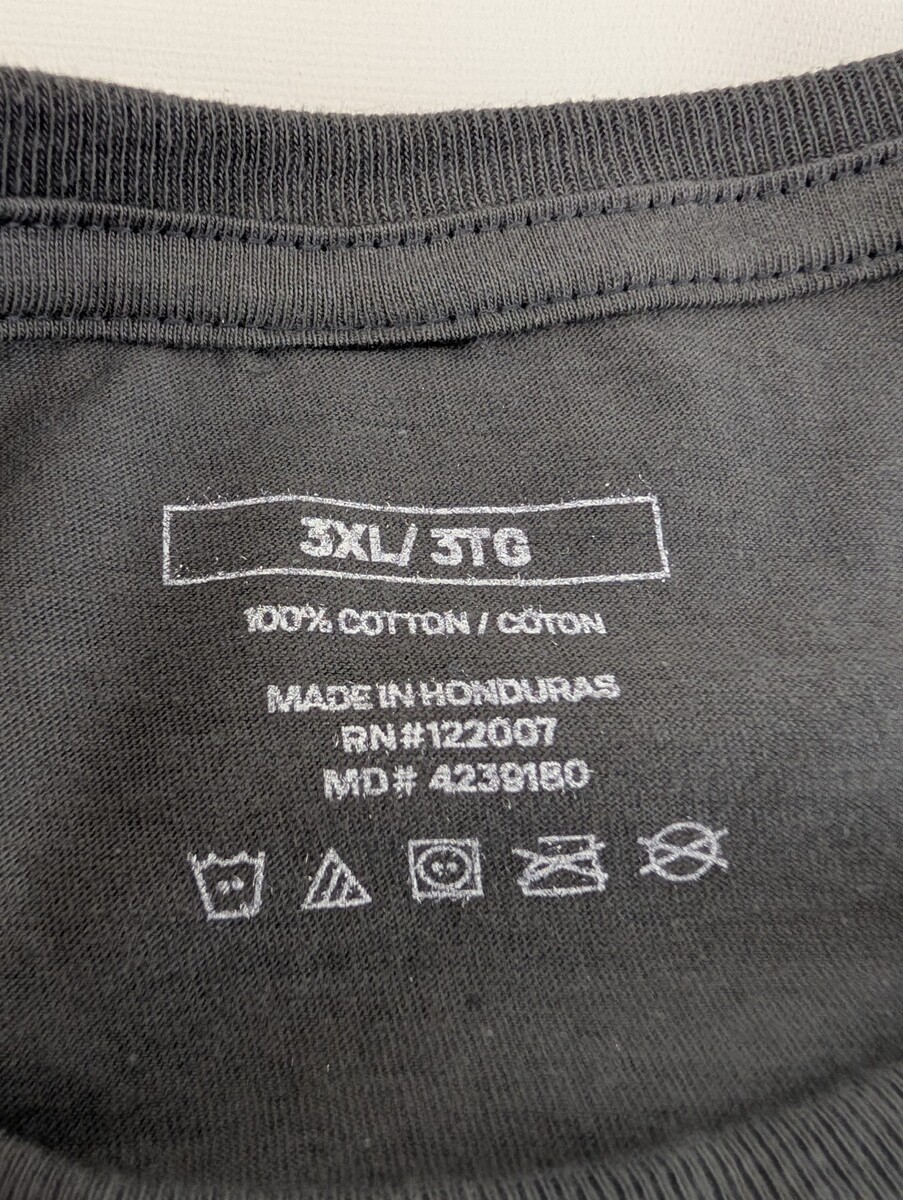 3XL/ 3TG
100% COTTON / COTON
MADE IN HONDURAS
RN#122007
MD# 4239180